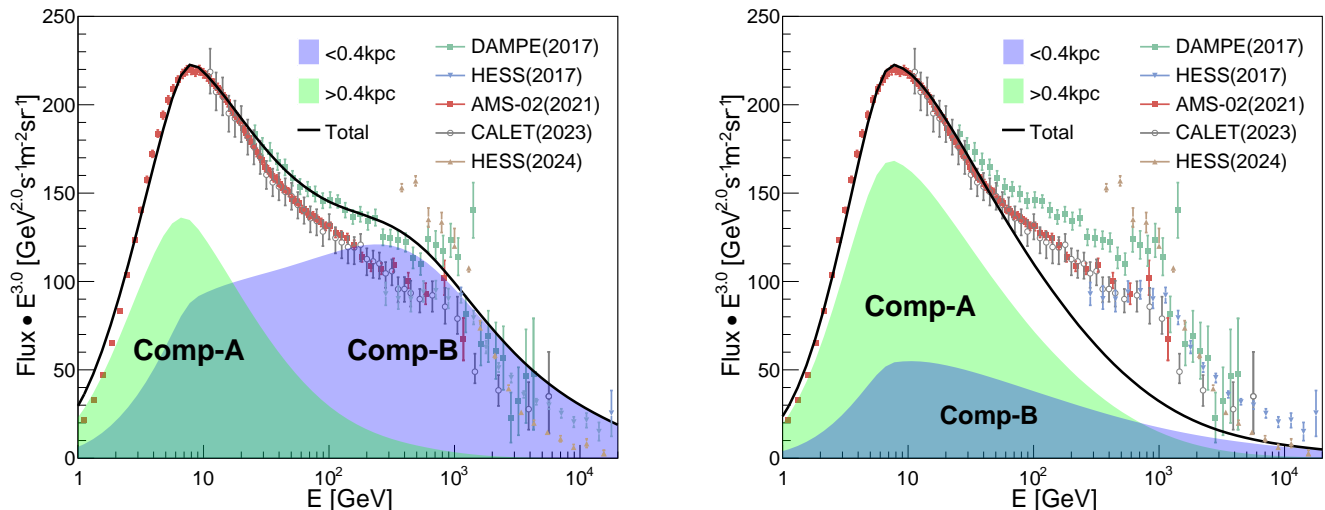 250
200
150
100
50
0
Flux • E^3.0 [GeV^2.0 s^-1 m^-2 sr^-1]
<0.4kpc
>0.4kpc
Total
DAMPE(2017)
HESS(2017)
AMS-02(2021)
CALET(2023)
HESS(2024)
Comp-A
Comp-B
1
10
10^2
10^3
10^4
E [GeV]
250
200
150
100
50
0
Flux • E^3.0 [GeV^2.0 s^-1 m^-2 sr^-1]
<0.4kpc
>0.4kpc
Total
DAMPE(2017)
HESS(2017)
AMS-02(2021)
CALET(2023)
HESS(2024)
Comp-A
Comp-B
1
10
10^2
10^3
10^4
E [GeV]